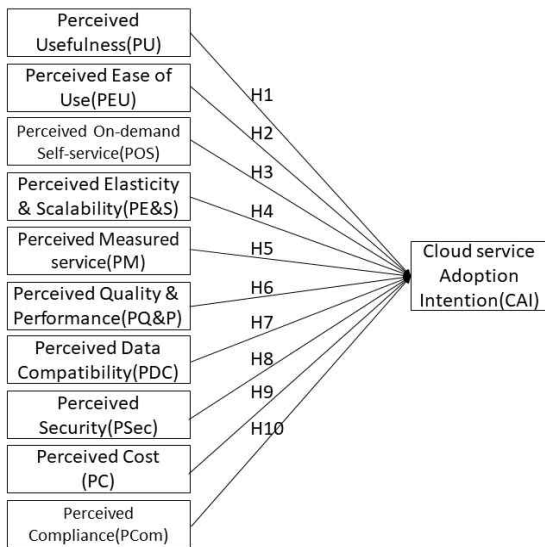 Perceived
Usefulness(PU)
Perceived Ease of
Use(PEU)
Perceived On-demand
Self-service(POS)
Perceived Elasticity
& Scalability(PE&S)
Perceived Measured
service(PM)
Perceived Quality &
Performance(PQ&P)
Perceived Data
Compatibility(PDC)
Perceived
Security(PSec)
Perceived Cost
(PC)
Perceived
Compliance(PCom)
H1
H2
H3
H4
H5
H6
H7
H8
H9
H10
Cloud service
Adoption
Intention(CAI)